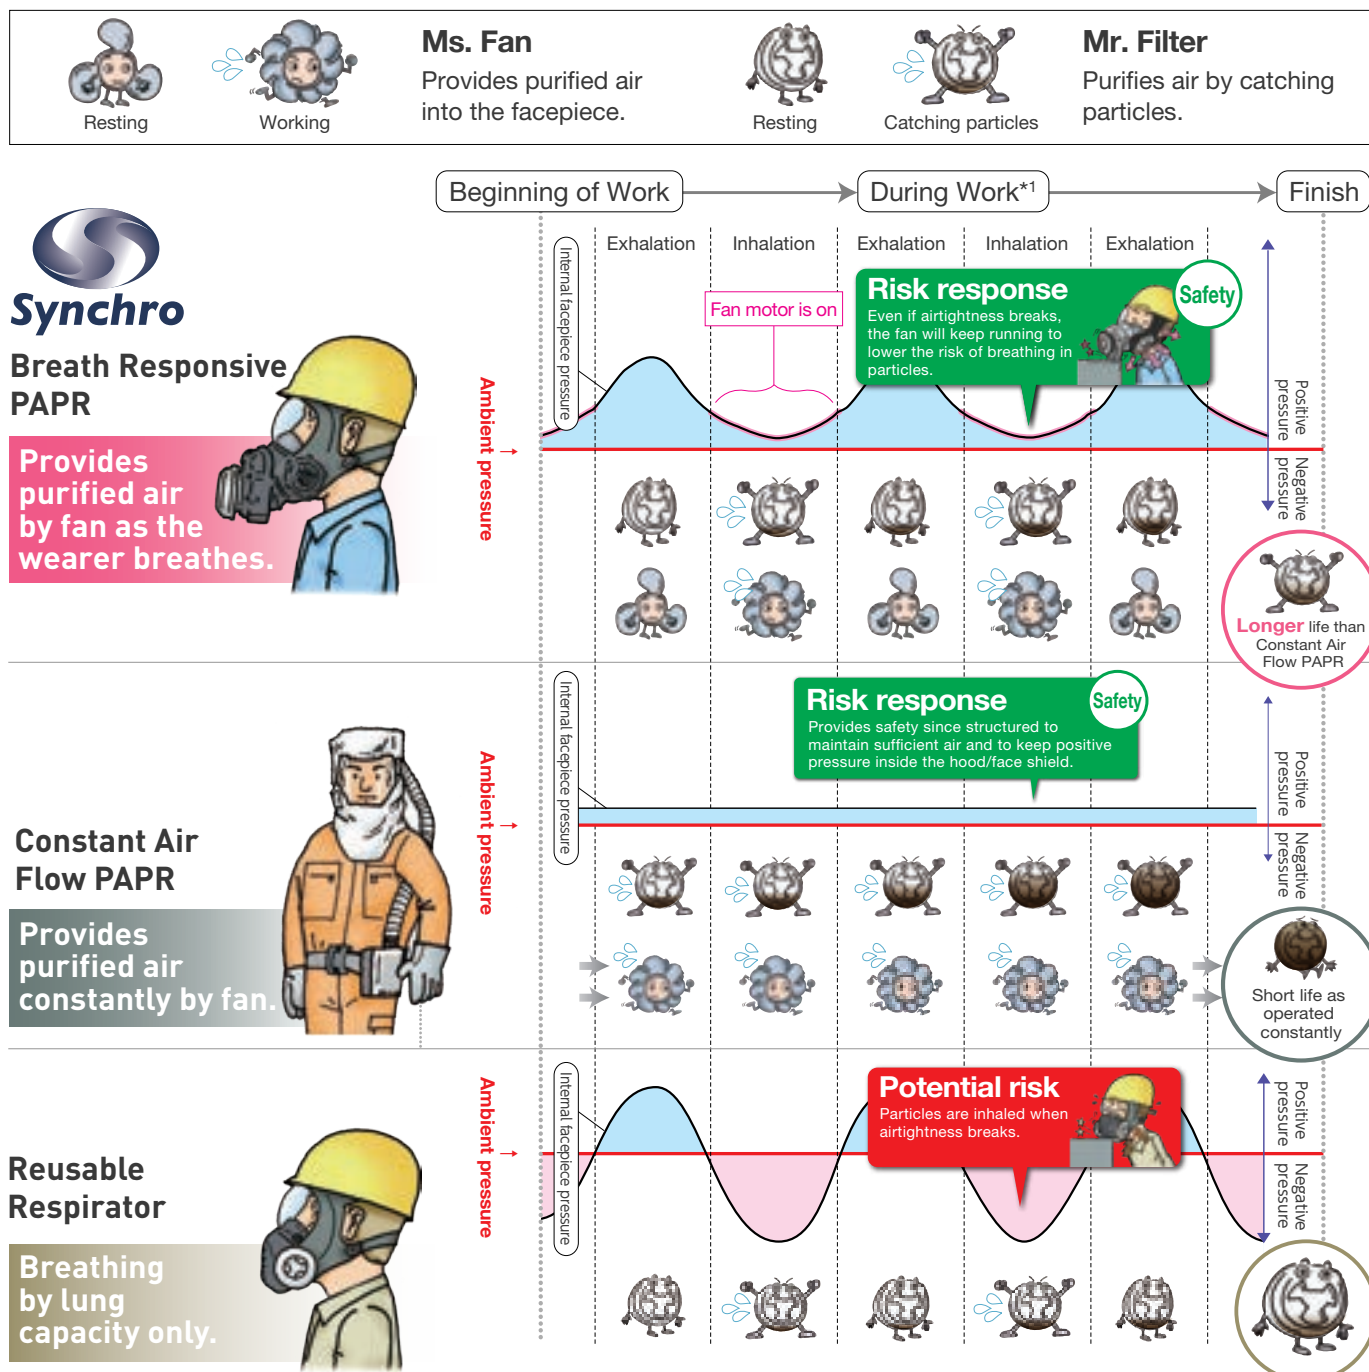 Ms. Fan
Provides purified air
into the facepiece.
Resting
Working
Mr. Filter
Purifies air by catching
particles.
Resting
Catching particles
Beginning of Work
During Work*1
Finish
Synchro
Breath Responsive
PAPR
Provides
purified air
by fan as the
wearer breathes.
Ambient pressure
Internal facepiece pressure
Exhalation
Inhalation
Exhalation
Inhalation
Exhalation
Fan motor is on
Risk response
Safety
Even if airtightness breaks,
the fan will keep running to
lower the risk of breathing in
particles.
Positive
pressure
Negative
pressure
Longer life than
Constant Air
Flow PAPR
Constant Air
Flow PAPR
Provides
purified air
constantly by fan.
Ambient pressure
Internal facepiece pressure
Risk response
Safety
Provides safety since structured to
maintain sufficient air and to keep positive
pressure inside the hood/face shield.
Positive
pressure
Negative
pressure
Short life as
operated
constantly
Reusable
Respirator
Breathing
by lung
capacity only.
Ambient pressure
Internal facepiece pressure
Potential risk
Particles are inhaled when
airtightness breaks.
Positive
pressure
Negative
pressure